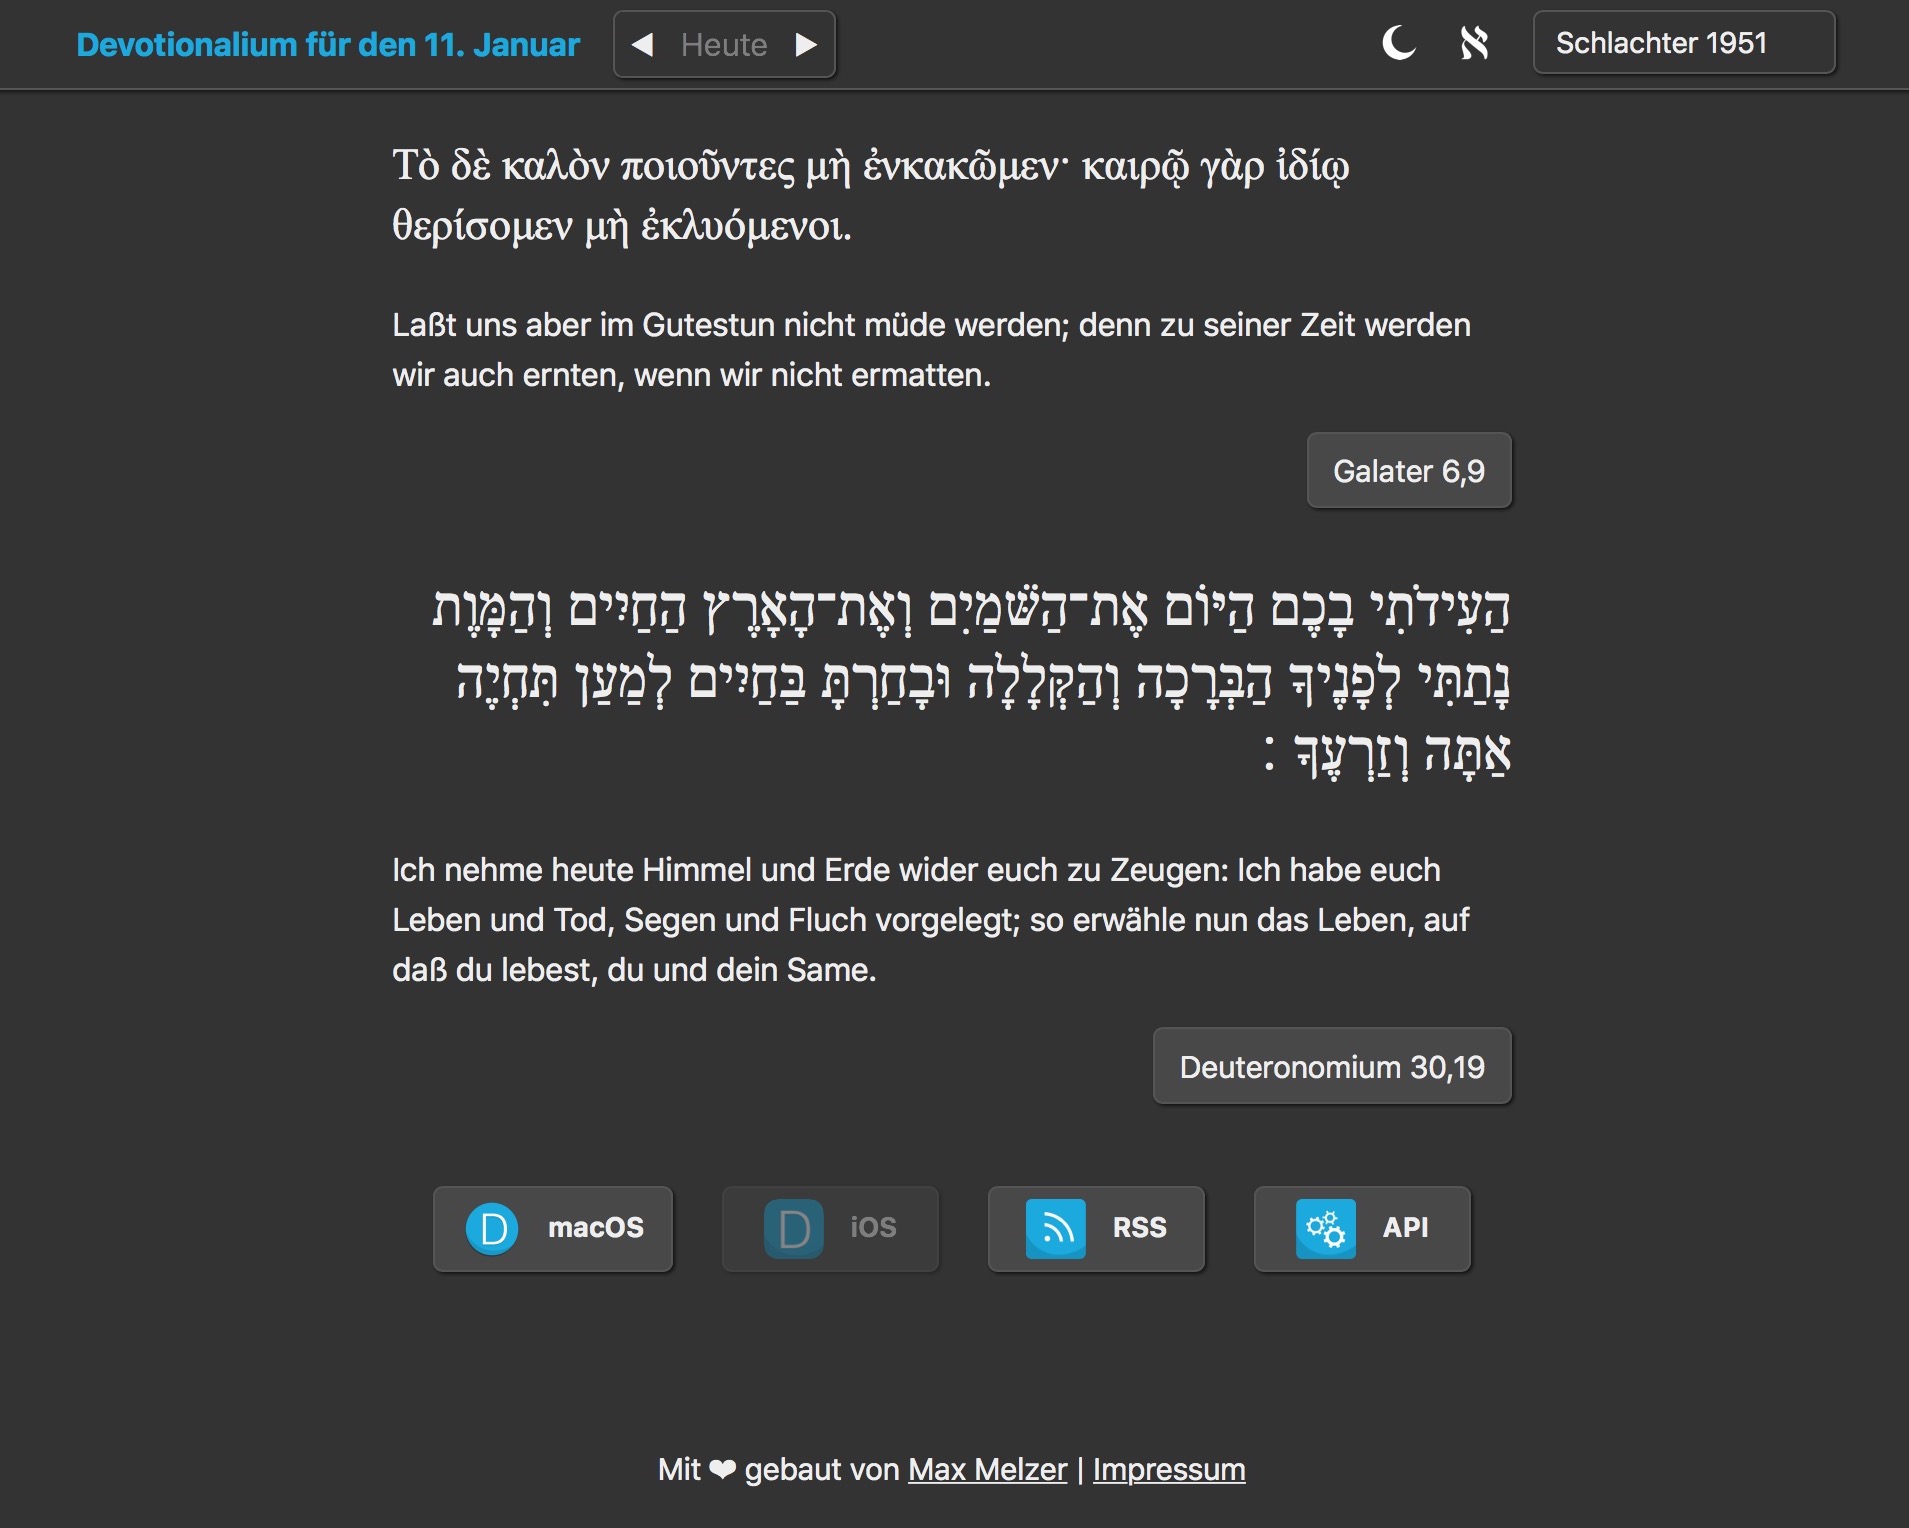 Devotionalium für den 11. Januar ◀ Heute ▶ א Schlachter 1951
Τὸ δὲ καλὸν ποιοῦντες μὴ ἐνκακῶμεν· καιρῷ γὰρ ἰδίῳ
θερίσομεν μὴ ἐκλυόμενοι.
Laßt uns aber im Gutestun nicht müde werden; denn zu seiner Zeit werden
wir auch ernten, wenn wir nicht ermatten.
Galater 6,9
הַעִידֹתִי בָכֶם הַיּוֹם אֶת־הַשָּׁמַיִם וְאֶת־הָאָרֶץ הַחַיִּים וְהַמָּוֶת
נָתַתִּי לְפָנֶיךָ הַבְּרָכָה וְהַקְּלָלָה וּבָחַרְתָּ בַּחַיִּים לְמַעַן תִּחְיֶה
אַתָּה וְזַרְעֶךָ ׃
Ich nehme heute Himmel und Erde wider euch zu Zeugen: Ich habe euch
Leben und Tod, Segen und Fluch vorgelegt; so erwähle nun das Leben, auf
daß du lebest, du und dein Same.
Deuteronomium 30,19
D macOS D iOS RSS API
Mit ❤ gebaut von Max Melzer | Impressum